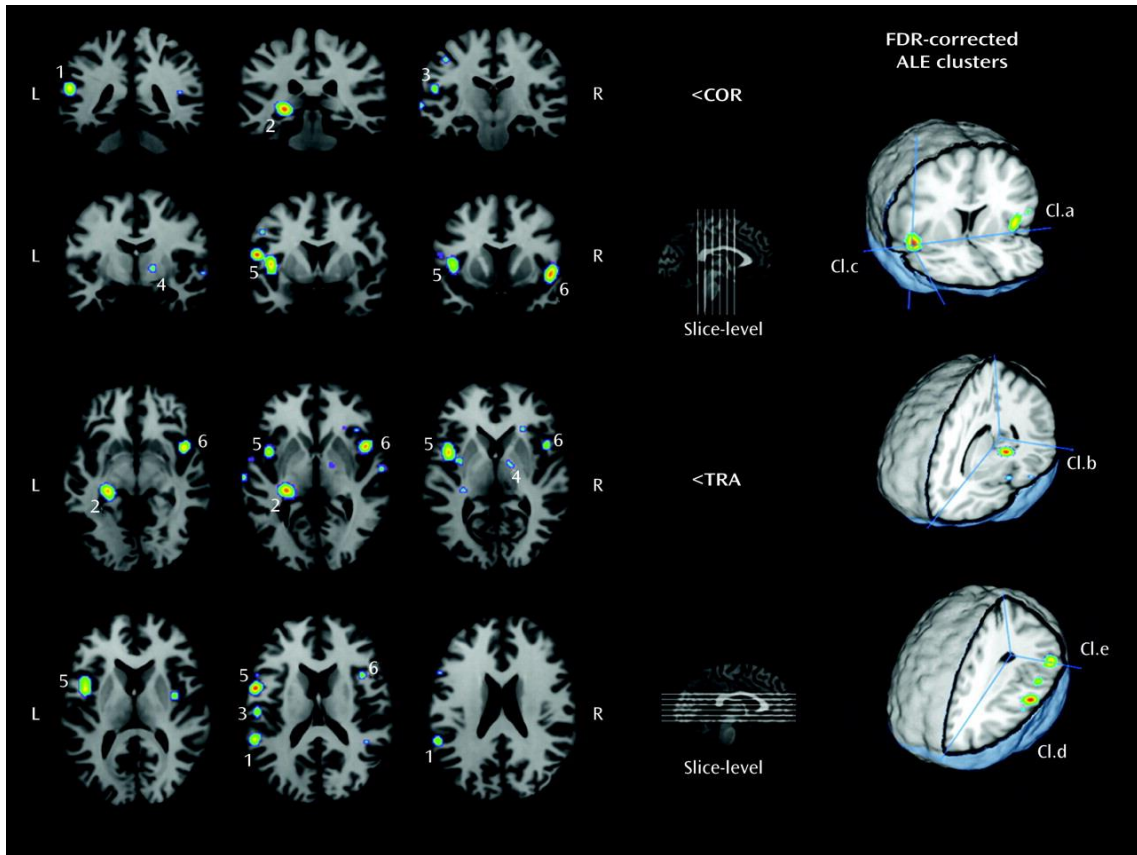 FDR-corrected
ALE clusters
1
3
L
R
<COR
2
Cl.a
L
R
5
4
5
6
Cl.c
Slice-level
6
5
6
5
L
2
2
4
R
<TRA
Cl.b
5
5
6
3
L
1
1
R
Cl.e
Cl.d
Slice-level